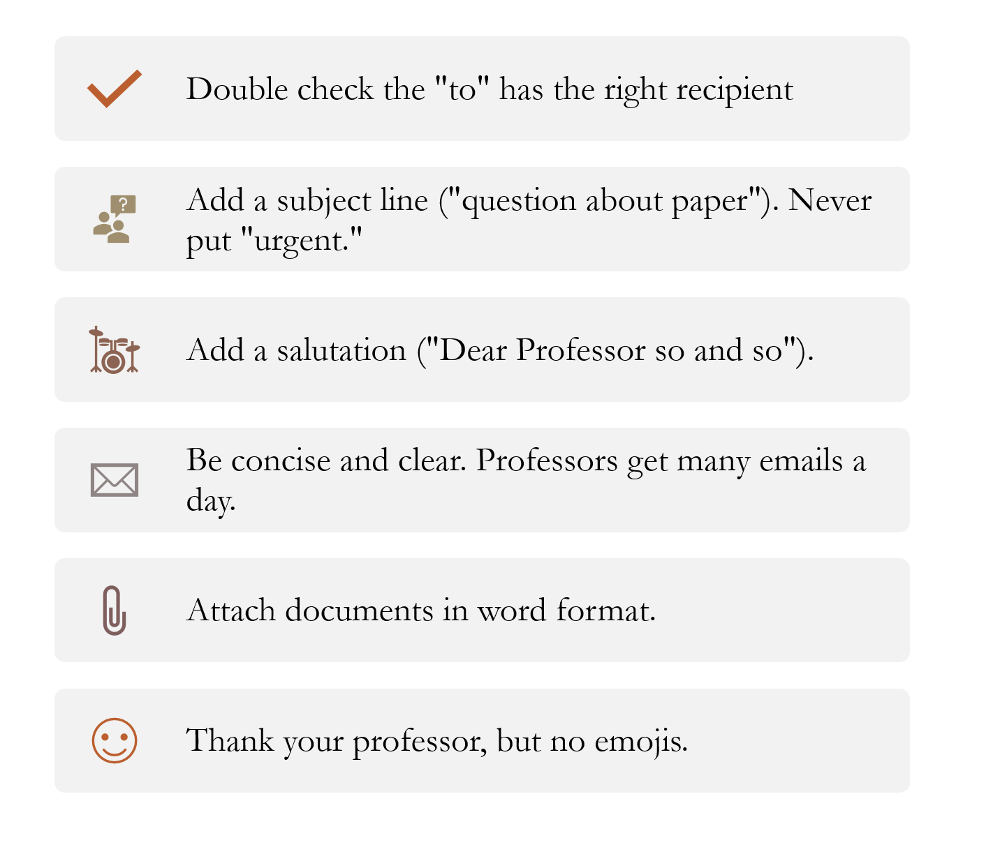 Double check the "to" has the right recipient
Add a subject line ("question about paper"). Never
put "urgent."
Add a salutation ("Dear Professor so and so").
Be concise and clear. Professors get many emails a
day.
Attach documents in word format.
Thank your professor, but no emojis.